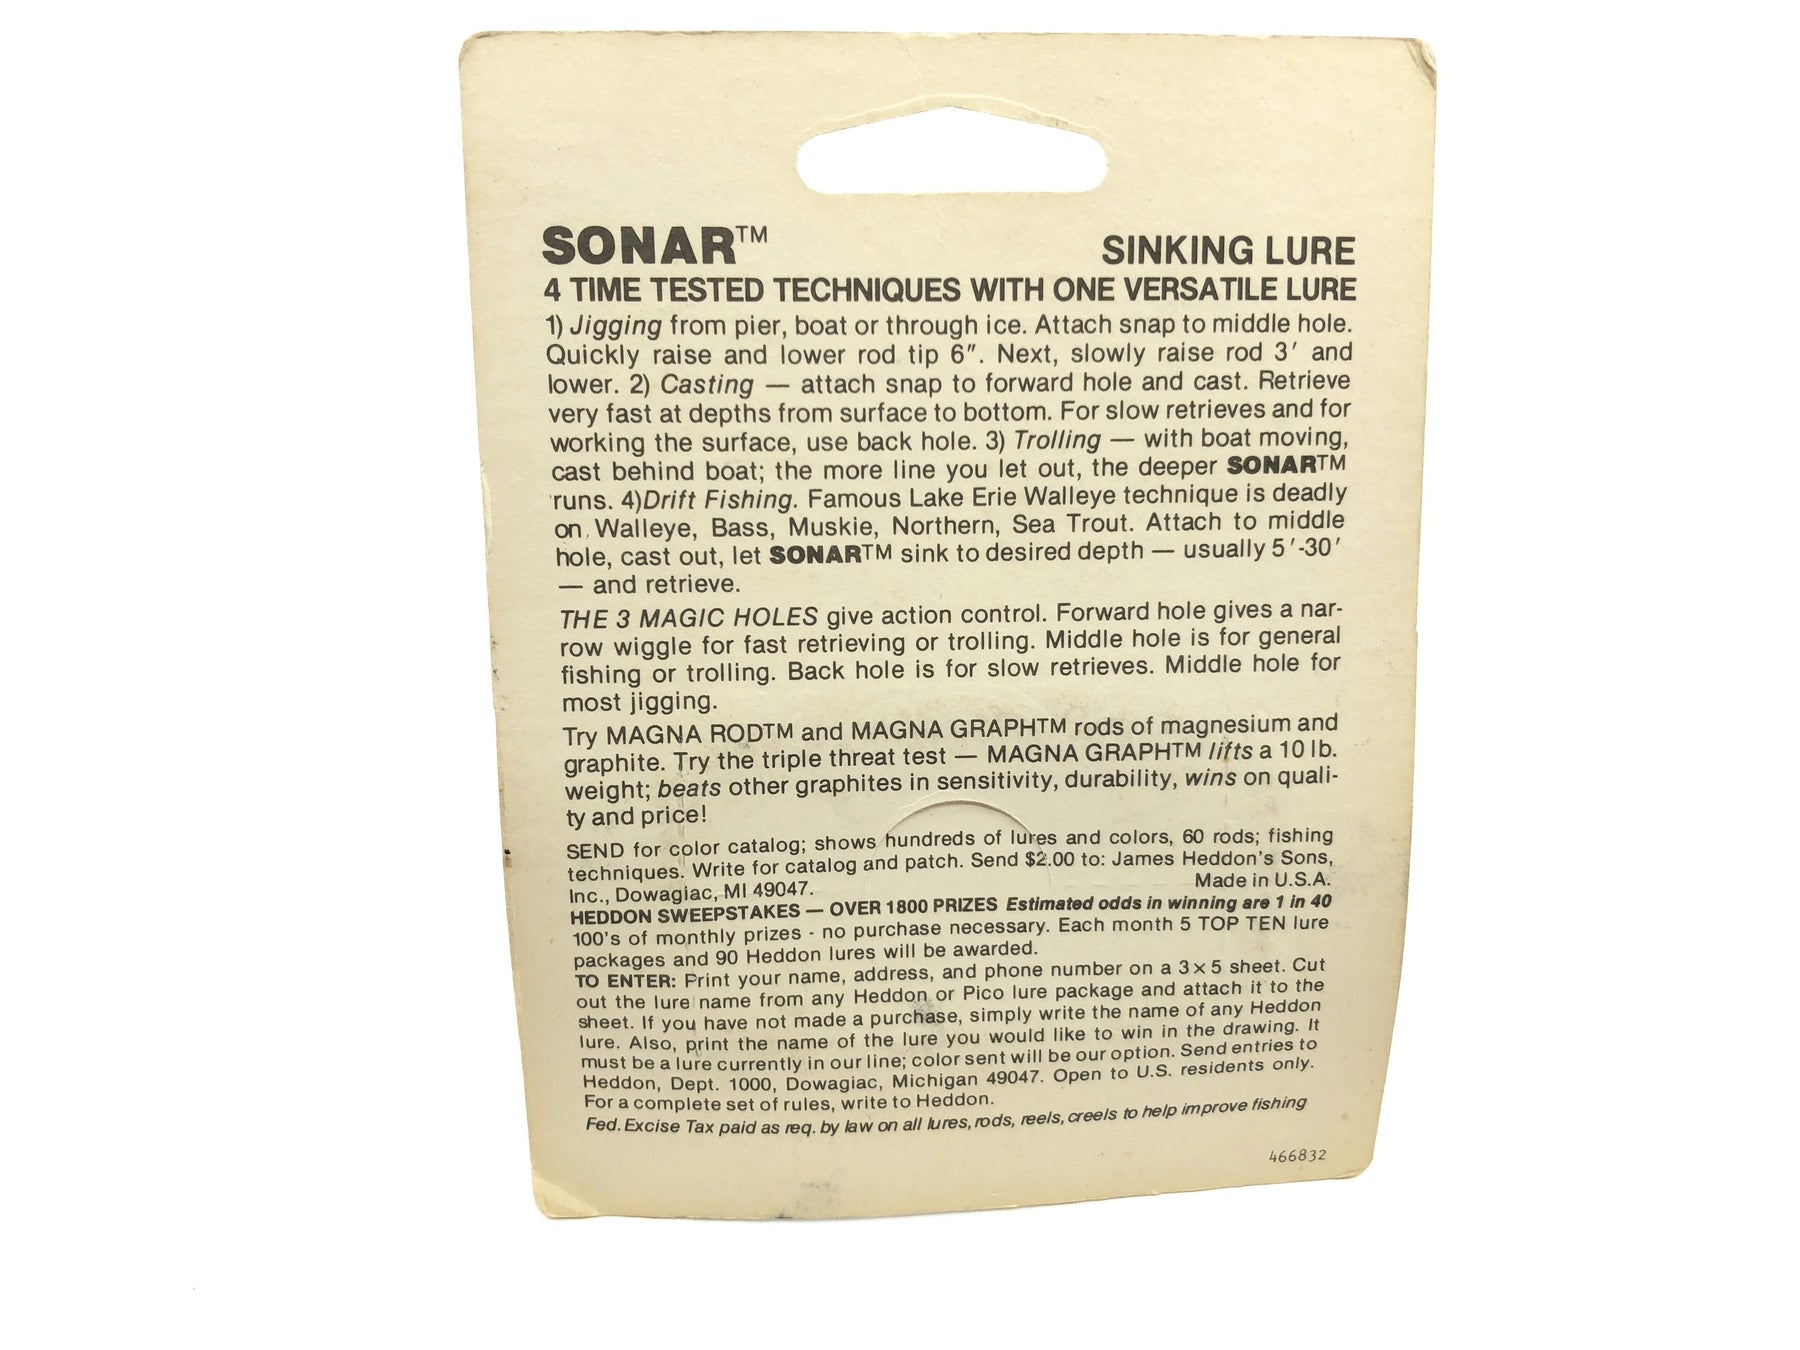 SONAR™ SINKING LURE
4 TIME TESTED TECHNIQUES WITH ONE VERSATILE LURE
1) Jigging from pier, boat or through ice. Attach snap to middle hole.
Quickly raise and lower rod tip 6″. Next, slowly raise rod 3′ and
lower. 2) Casting — attach snap to forward hole and cast. Retrieve
very fast at depths from surface to bottom. For slow retrieves and for
working the surface, use back hole. 3) Trolling — with boat moving,
cast behind boat; the more line you let out, the deeper SONAR™
runs. 4)Drift Fishing. Famous Lake Erie Walleye technique is deadly
on Walleye, Bass, Muskie, Northern, Sea Trout. Attach to middle
hole, cast out, let SONAR™ sink to desired depth — usually 5′-30′
— and retrieve.
THE 3 MAGIC HOLES give action control. Forward hole gives a nar-
row wiggle for fast retrieving or trolling. Middle hole is for general
fishing or trolling. Back hole is for slow retrieves. Middle hole for
most jigging.
Try MAGNA ROD™ and MAGNA GRAPH™ rods of magnesium and
graphite. Try the triple threat test — MAGNA GRAPH™ lifts a 10 lb.
weight; beats other graphites in sensitivity, durability, wins on quali-
ty and price!
SEND for color catalog; shows hundreds of lures and colors, 60 rods; fishing
techniques. Write for catalog and patch. Send $2.00 to: James Heddon's Sons,
Inc., Dowagiac, MI 49047. Made in U.S.A.
HEDDON SWEEPSTAKES — OVER 1800 PRIZES Estimated odds in winning are 1 in 40
100's of monthly prizes - no purchase necessary. Each month 5 TOP TEN lure
packages and 90 Heddon lures will be awarded.
TO ENTER: Print your name, address, and phone number on a 3×5 sheet. Cut
out the lure name from any Heddon or Pico lure package and attach it to the
sheet. If you have not made a purchase, simply write the name of any Heddon
lure. Also, print the name of the lure you would like to win in the drawing. It
must be a lure currently in our line; color sent will be our option. Send entries to
Heddon, Dept. 1000, Dowagiac, Michigan 49047. Open to U.S. residents only.
For a complete set of rules, write to Heddon.
Fed. Excise Tax paid as req. by law on all lures, rods, reels, creels to help improve fishing
466832